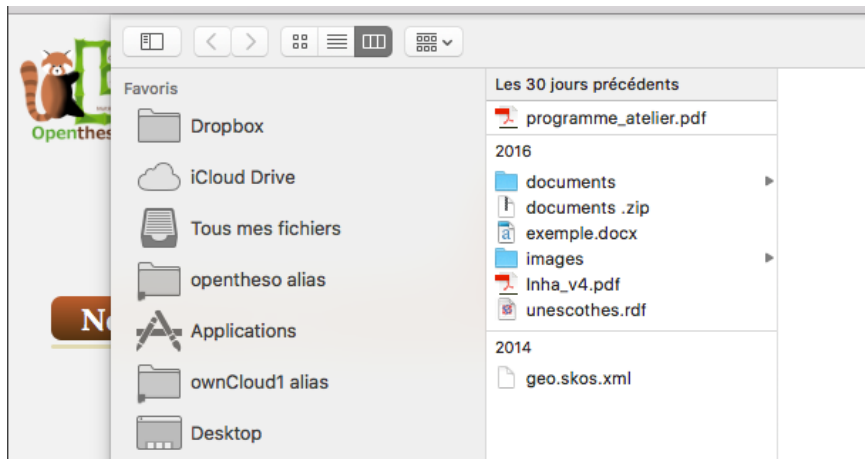 Openthes
No
Favoris
Dropbox
iCloud Drive
Tous mes fichiers
opentheso alias
Applications
ownCloud1 alias
Desktop
Les 30 jours précédents
programme_atelier.pdf
2016
documents
documents .zip
exemple.docx
images
Inha_v4.pdf
unescothes.rdf
2014
geo.skos.xml